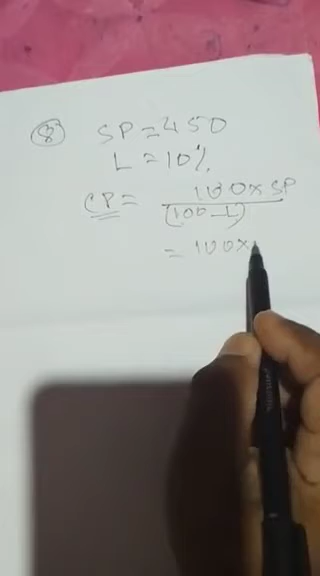 8 SP = 450
L = 10%
CP = 100 × SP
(100 - L)
= 100 ×